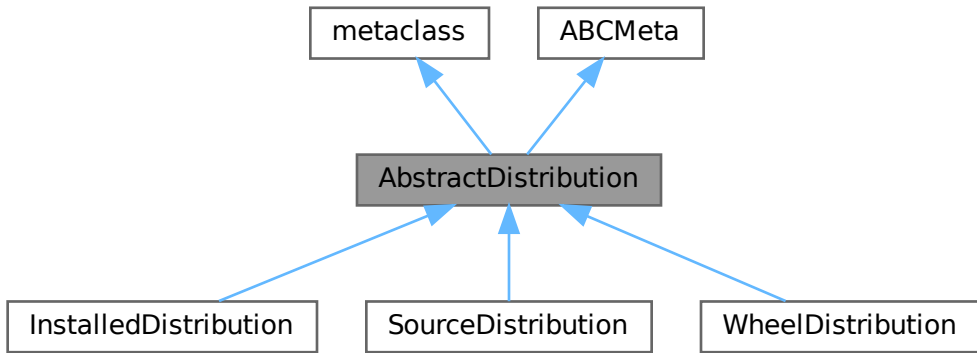 metaclass
ABCMeta
AbstractDistribution
InstalledDistribution
SourceDistribution
WheelDistribution